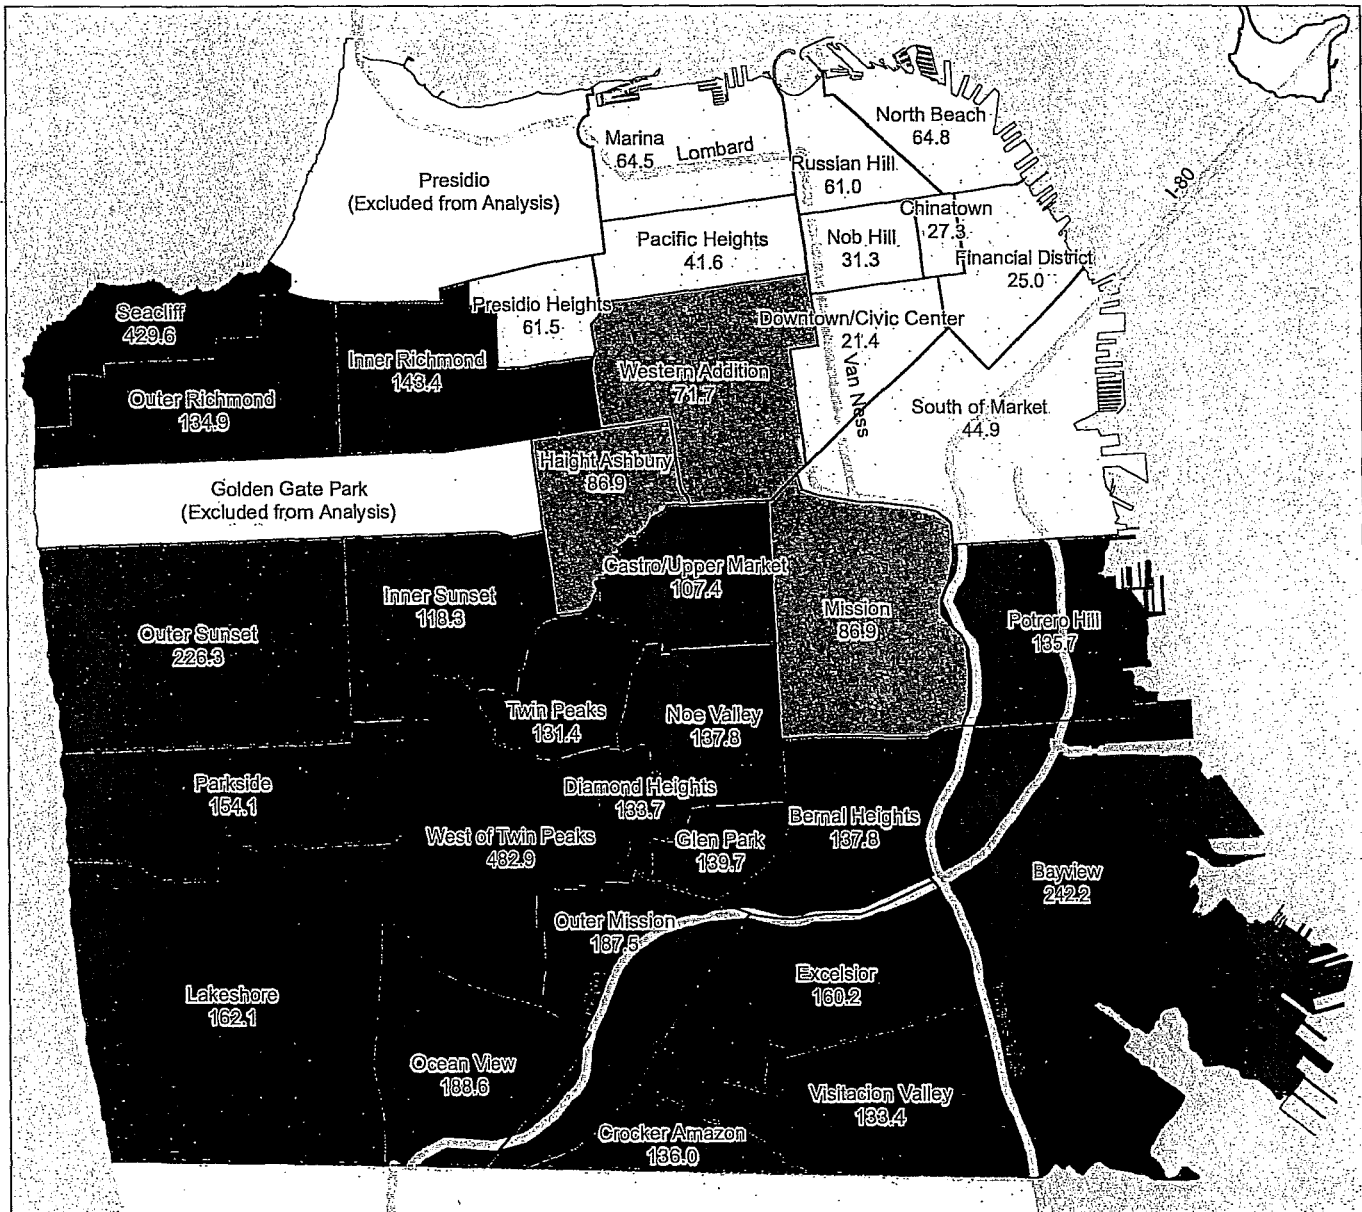 North Beach
64.8
Marina
64.5
Lombard
Russian Hill
61.0
Presidio
(Excluded from Analysis)
I-80
Chinatown
27.3
Pacific Heights
41.6
Nob Hill
31.3
Financial District
25.0
Seacliff
429.6
Presidio Heights
61.5
Downtown/Civic Center
21.4
Inner Richmond
143.4
Western Addition
71.7
Van Ness
Outer Richmond
134.9
South of Market
44.9
Haight Ashbury
86.9
Golden Gate Park
(Excluded from Analysis)
Castro/Upper Market
107.4
Inner Sunset
118.3
Mission
86.9
Potrero Hill
135.7
Outer Sunset
226.3
Twin Peaks
131.4
Noe Valley
137.8
Parkside
154.1
Diamond Heights
133.7
Bernal Heights
137.8
West of Twin Peaks
482.9
Glen Park
139.7
Bayview
242.2
Outer Mission
187.5
Excelsior
160.2
Lakeshore
162.1
Ocean View
188.6
Visitacion Valley
133.4
Crocker Amazon
136.0